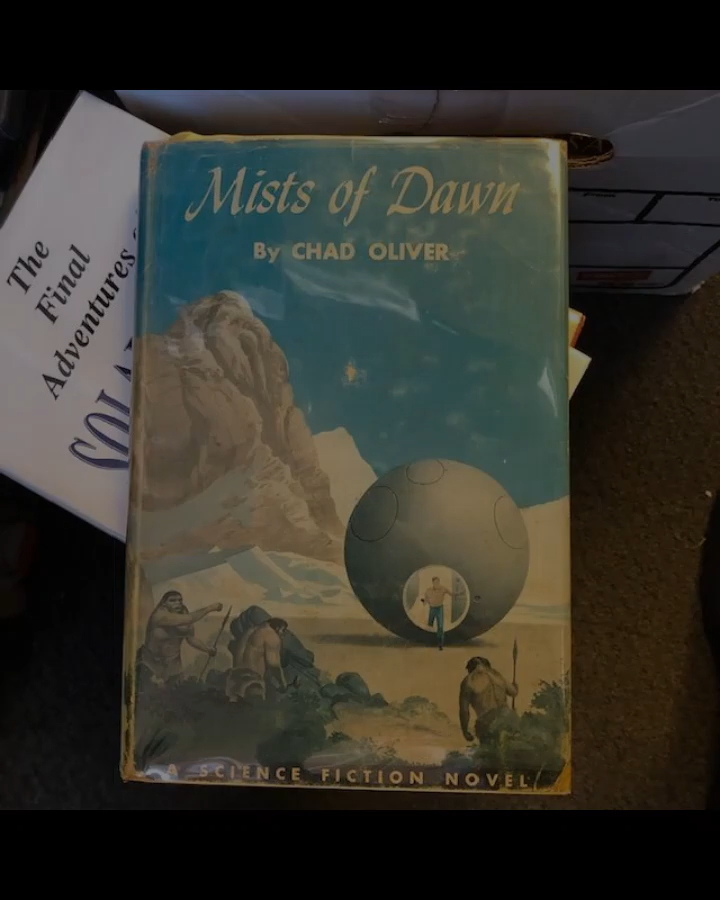 Mists of Dawn
By CHAD OLIVER
A SCIENCE FICTION NOVEL
The
Final
Adventures